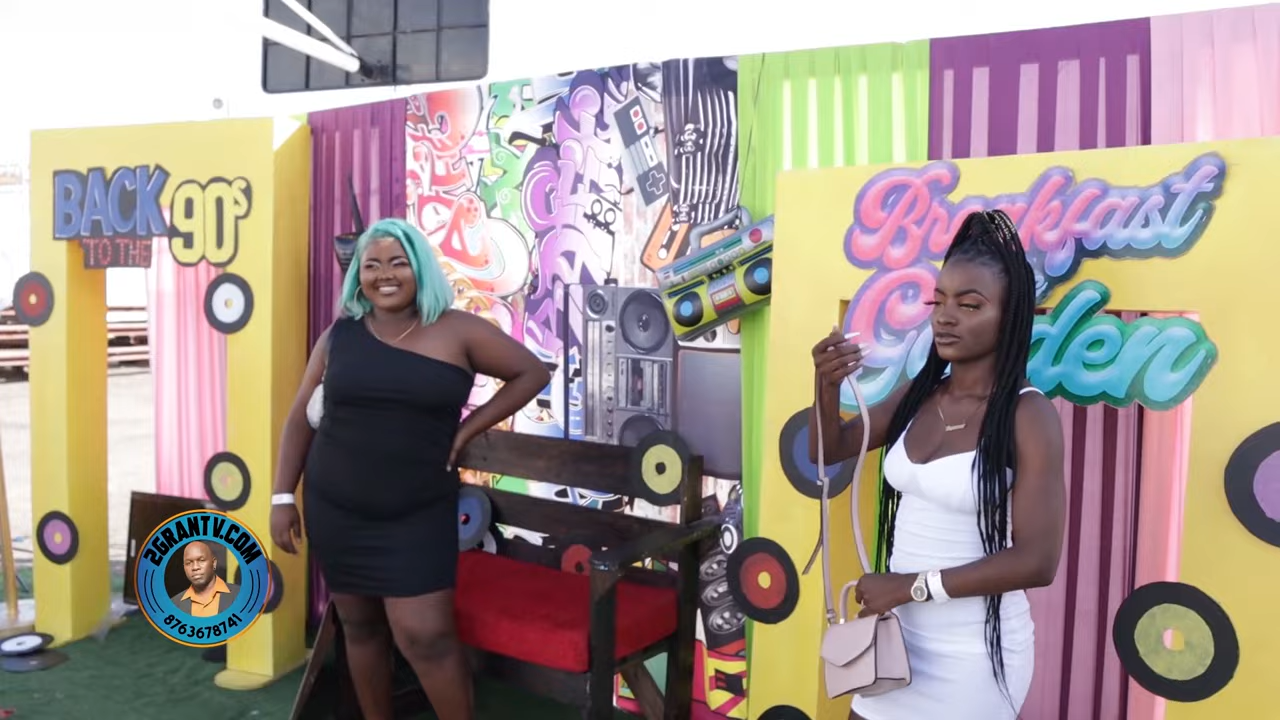 BACK
TO THE
90s
Breakfast
Garden
2GRANTV.COM
8763678741